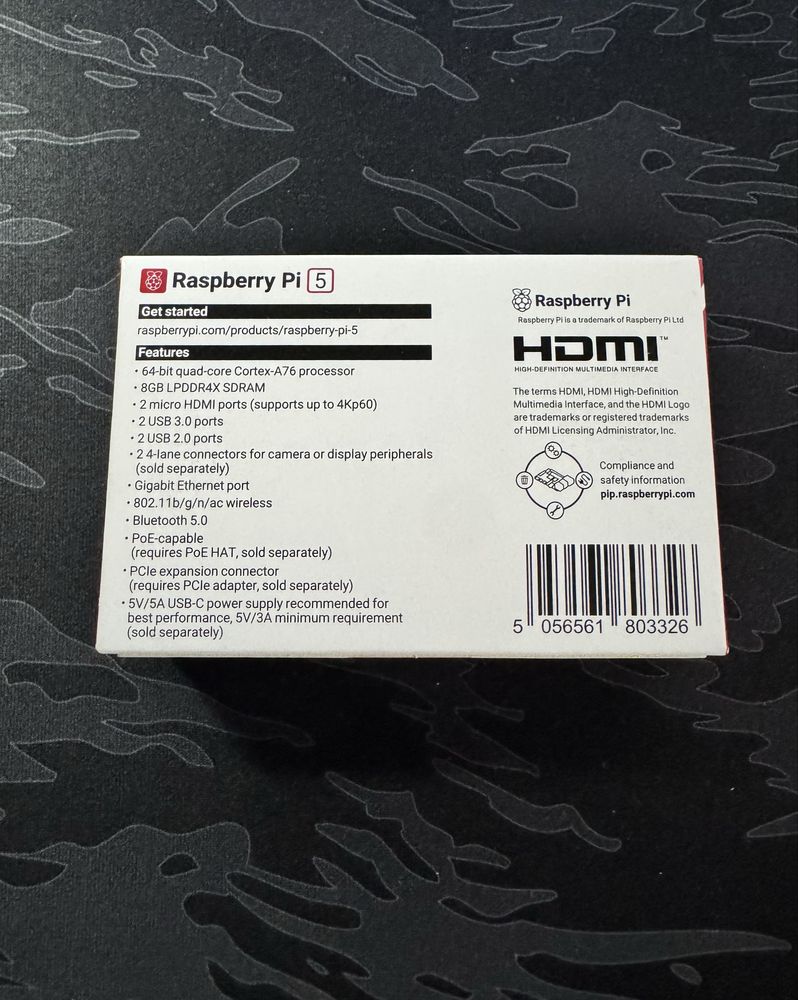 Raspberry Pi 5
Get started
raspberrypi.com/products/raspberry-pi-5
Features
• 64-bit quad-core Cortex-A76 processor
• 8GB LPDDR4X SDRAM
• 2 micro HDMI ports (supports up to 4Kp60)
• 2 USB 3.0 ports
• 2 USB 2.0 ports
• 2 4-lane connectors for camera or display peripherals
(sold separately)
• Gigabit Ethernet port
• 802.11b/g/n/ac wireless
• Bluetooth 5.0
• PoE-capable
(requires PoE HAT, sold separately)
• PCIe expansion connector
(requires PCIe adapter, sold separately)
• 5V/5A USB-C power supply recommended for
best performance, 5V/3A minimum requirement
(sold separately)
Raspberry Pi
Raspberry Pi is a trademark of Raspberry Pi Ltd
HDMI™
HIGH-DEFINITION MULTIMEDIA INTERFACE
The terms HDMI, HDMI High-Definition
Multimedia Interface, and the HDMI Logo
are trademarks or registered trademarks
of HDMI Licensing Administrator, Inc.
Compliance and
safety information
pip.raspberrypi.com
5 056561 803326